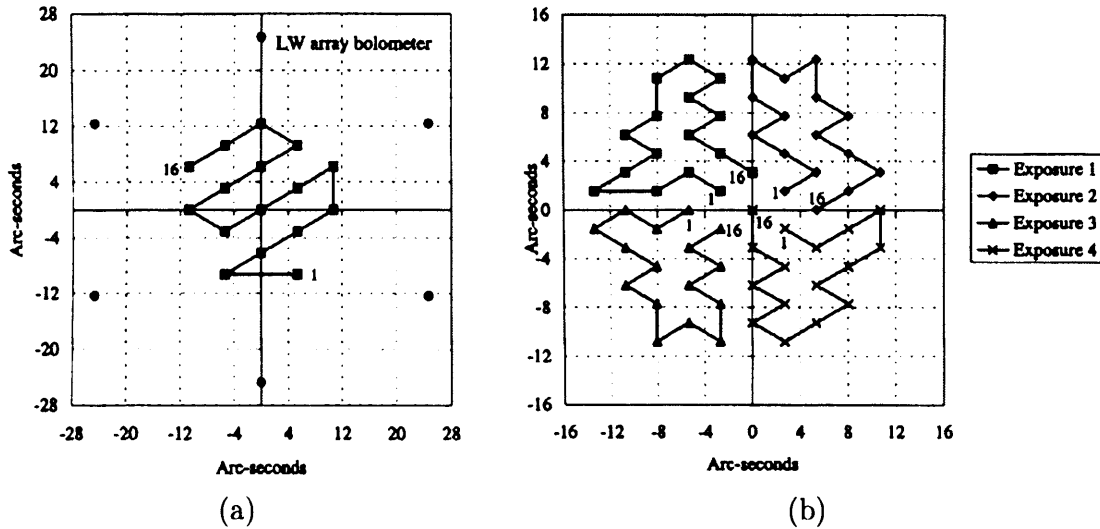 28
20
12
4
-4
-12
-20
-28
Arc-seconds
LW array bolometer
16
1
-28 -20 -12 -4 4 12 20 28
Arc-seconds
(a)
16
12
8
4
0
-4
-8
-12
-16
1
16
1
16
1
16
16
1
-16 -12 -8 -4 0 4 8 12 16
Arc-seconds
(b)
Exposure 1
Exposure 2
Exposure 3
Exposure 4